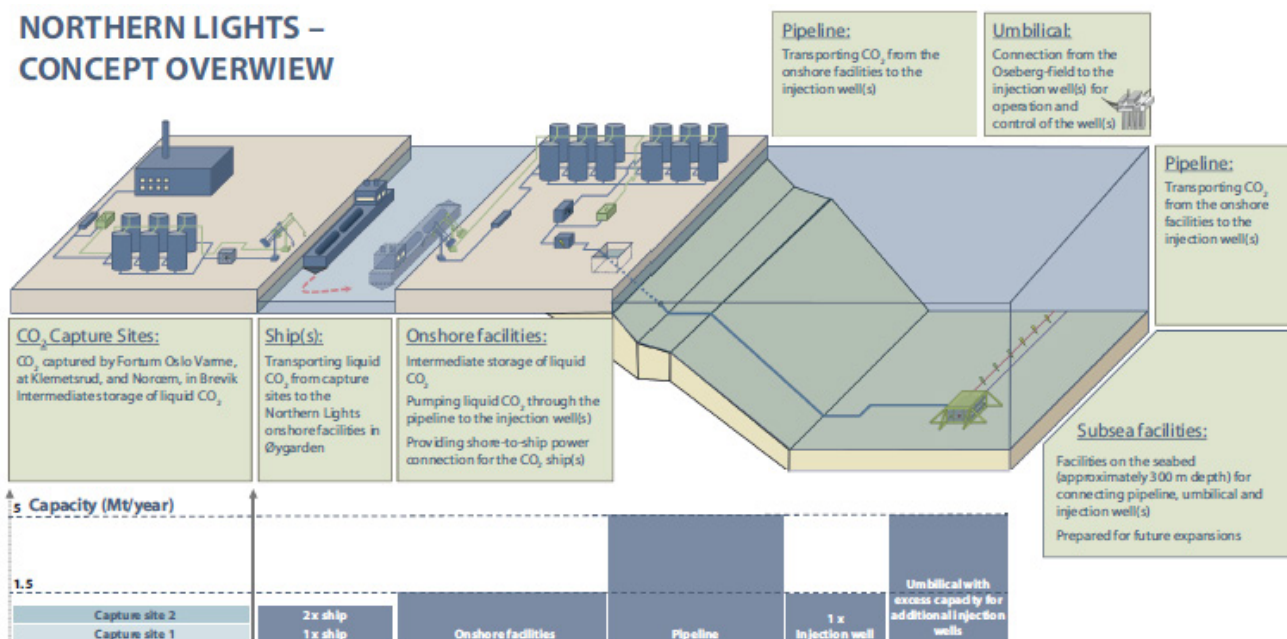 NORTHERN LIGHTS –
CONCEPT OVERWIEW
Pipeline:
Transporting CO₂ from the
onshore facilities to the
injection well(s)
Umbilical:
Connection from the
Oseberg-field to the
injection well(s) for
operation and
control of the well(s)
Pipeline:
Transporting CO₂
from the onshore
facilities to the
injection well(s)
CO₂ Capture Sites:
CO₂ captured by Fortum Oslo Varme,
at Klemetsrud, and Norcem, in Brevik
Intermediate storage of liquid CO₂
Ship(s):
Transporting liquid
CO₂ from capture
sites to the
Northern Lights
onshore facilities in
Øygarden
Onshore facilities:
Intermediate storage of liquid
CO₂
Pumping liquid CO₂ through the
pipeline to the injection well(s)
Providing shore-to-ship power
connection for the CO₂ ship(s)
Subsea facilities:
Facilities on the seabed
(approximately 300 m depth) for
connecting pipeline, umbilical and
injection well(s)
Prepared for future expansions
5 Capacity (Mt/year)
1.5
Capture site 2
Capture site 1
2x ship
1x ship
Onshore facilities
Pipeline
1 x
Injection well
Umbilical with
excess capacity for
additional injection
wells